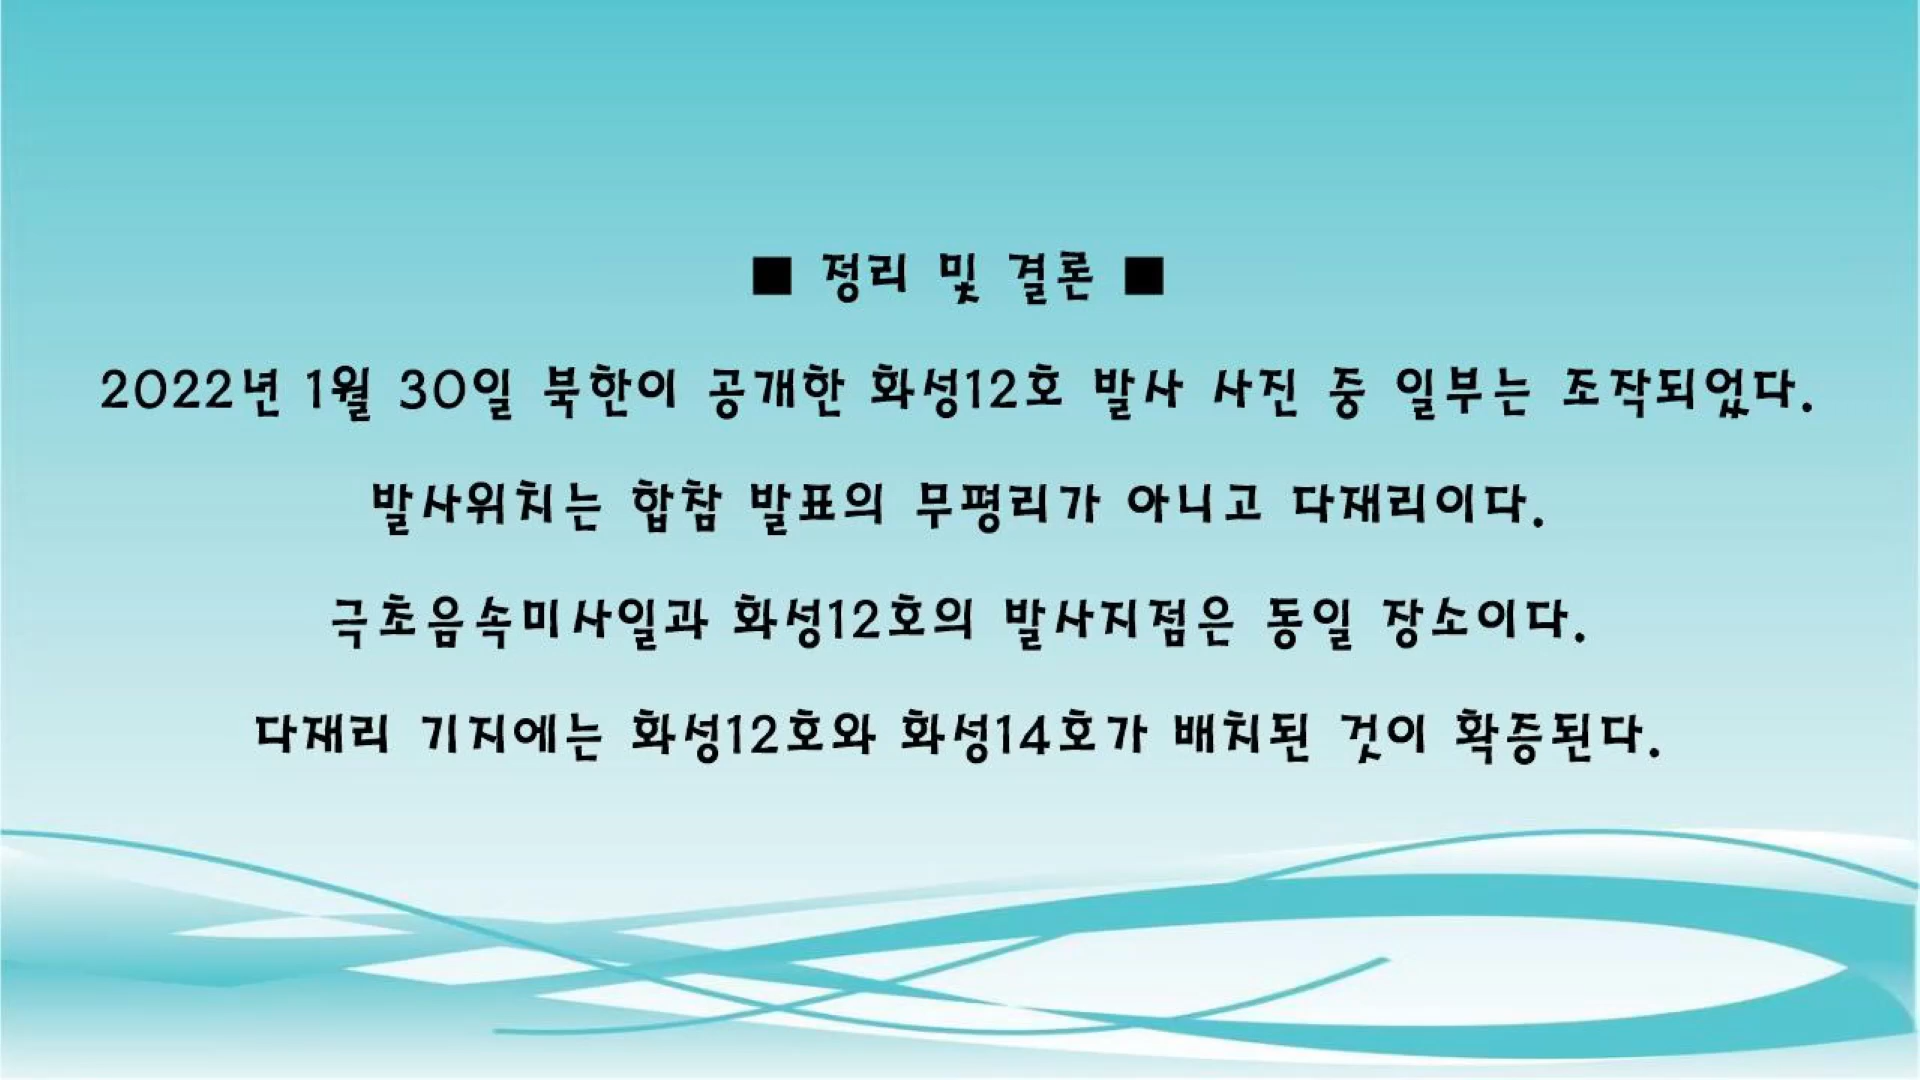 ■ 정리 및 결론 ■
2022년 1월 30일 북한이 공개한 화성12호 발사 사진 중 일부는 조작되었다.
발사위치는 합참 발표의 무평리가 아니고 다재리이다.
극초음속미사일과 화성12호의 발사지점은 동일 장소이다.
다재리 기지에는 화성12호와 화성14호가 배치된 것이 확증된다.